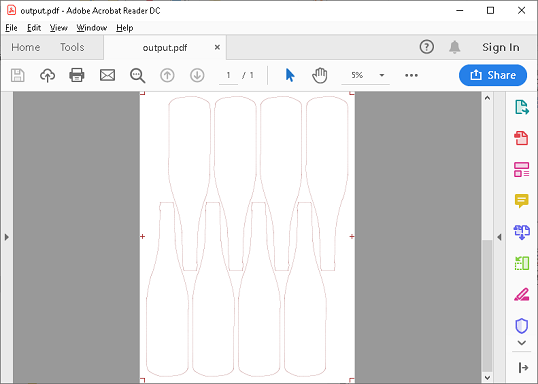 output.pdf - Adobe Acrobat Reader DC
File Edit View Window Help
Home Tools output.pdf × ? Sign In
1 / 1 5% Share